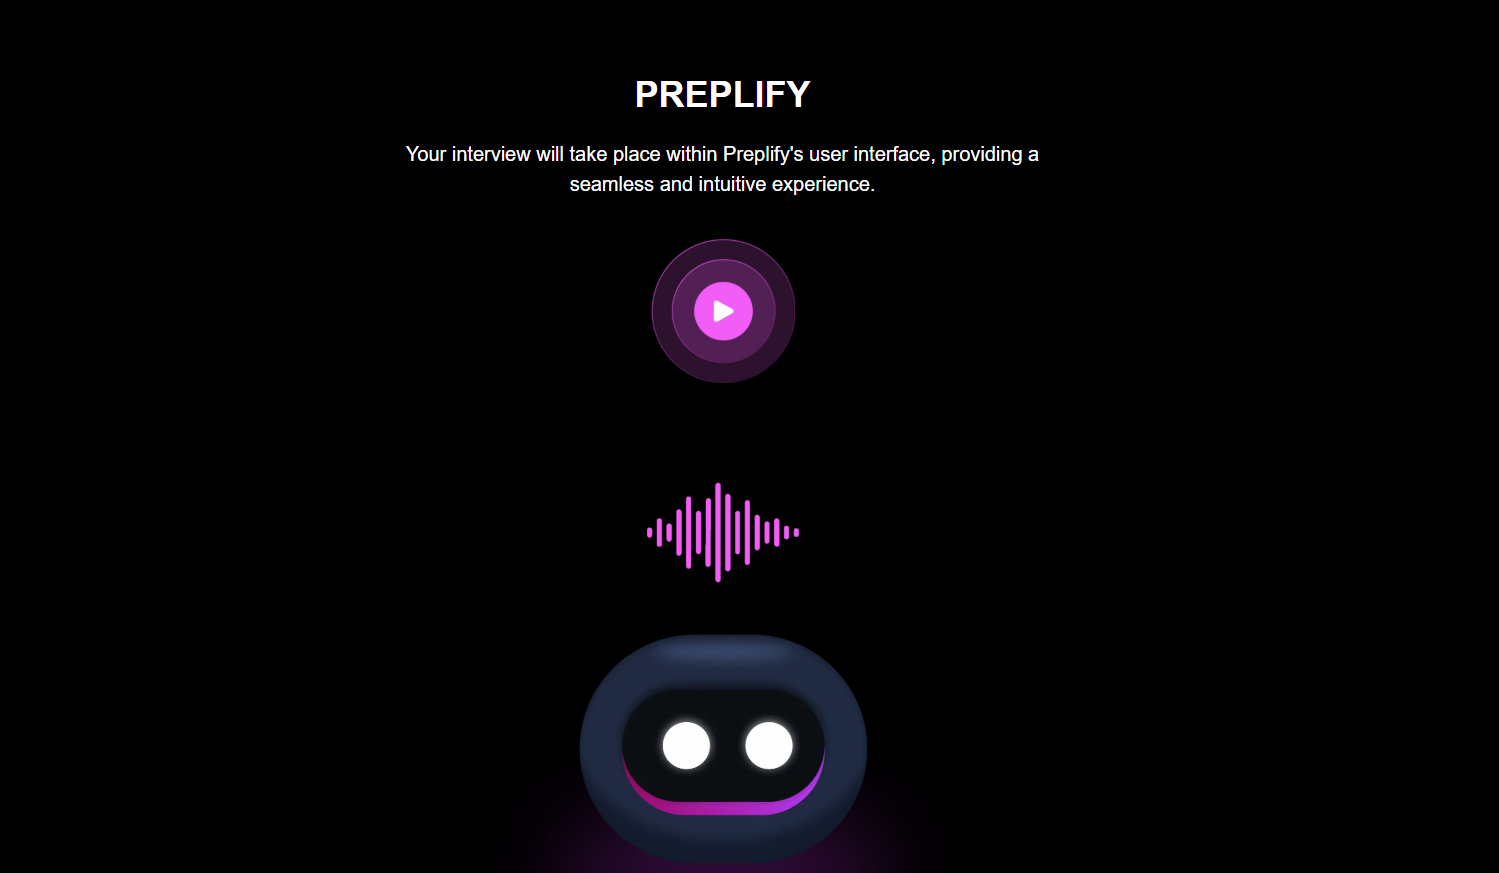 PREPLIFY
Your interview will take place within Preplify's user interface, providing a
seamless and intuitive experience.